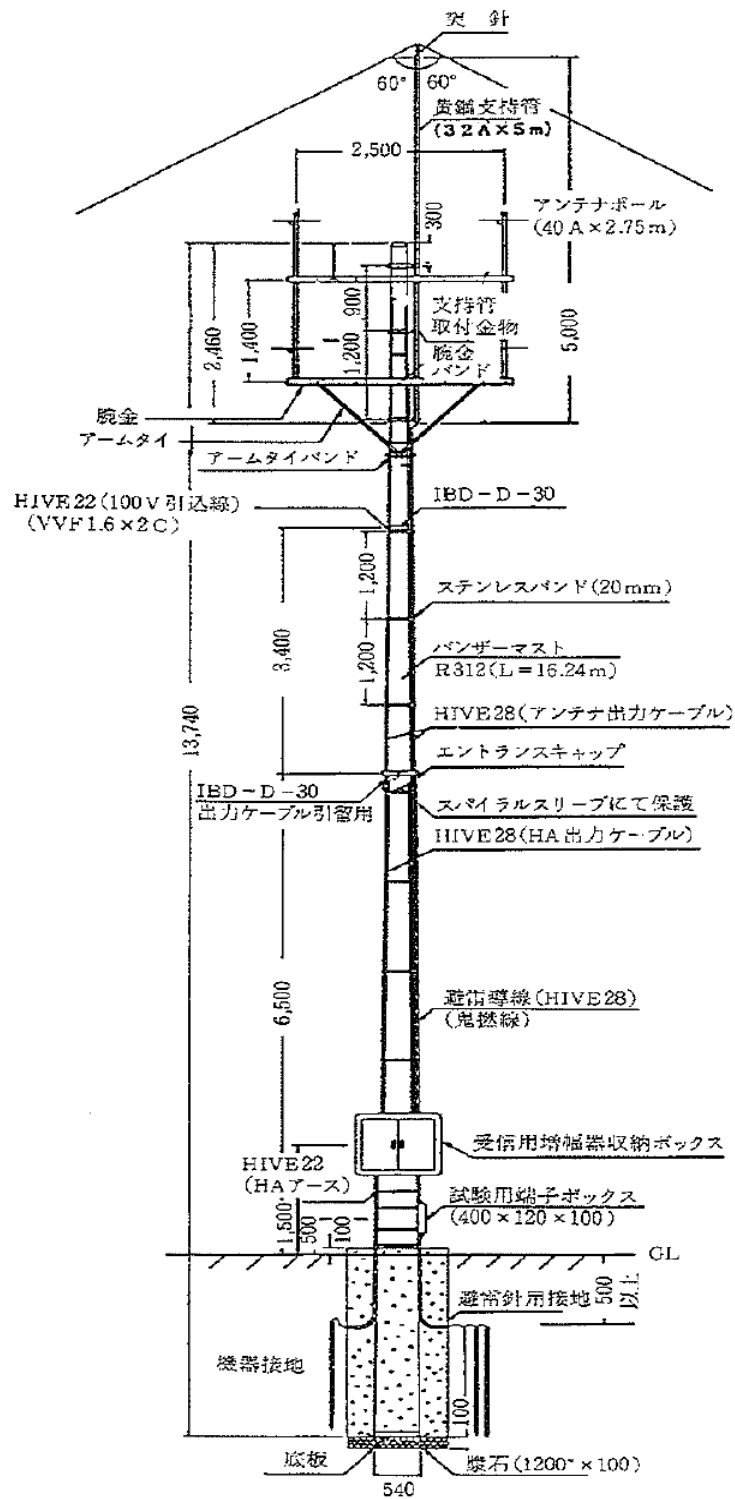 突針
60° 60°
黄銅支持管
(32A×5m)
2,500
アンテナポール
(40A×2.75m)
300
支持管
取付金物
腕金
バンド
900
1,200
1,400
2,460
5,000
腕金
アームタイ
アームタイバンド
HIVE22(100V引込線)
(VVF1.6×2C)
IBD-D-30
1,200
ステンレスバンド(20mm)
3,400
1,200
パンザーマスト
R312(L=16.24m)
13,740
HIVE28(アンテナ出力ケーブル)
エントランスキャップ
IBD-D-30
出力ケーブル引留用
スパイラルスリーブにて保護
HIVE28(HA出力ケーブル)
6,500
避雷導線(HIVE28)
(鬼撚線)
受信用増幅器収納ボックス
HIVE22
(HAアース)
試験用端子ボックス
(400×120×100)
1,500
500
100
GL
避雷針用接地
500
以上
機器接地
100
底板
540